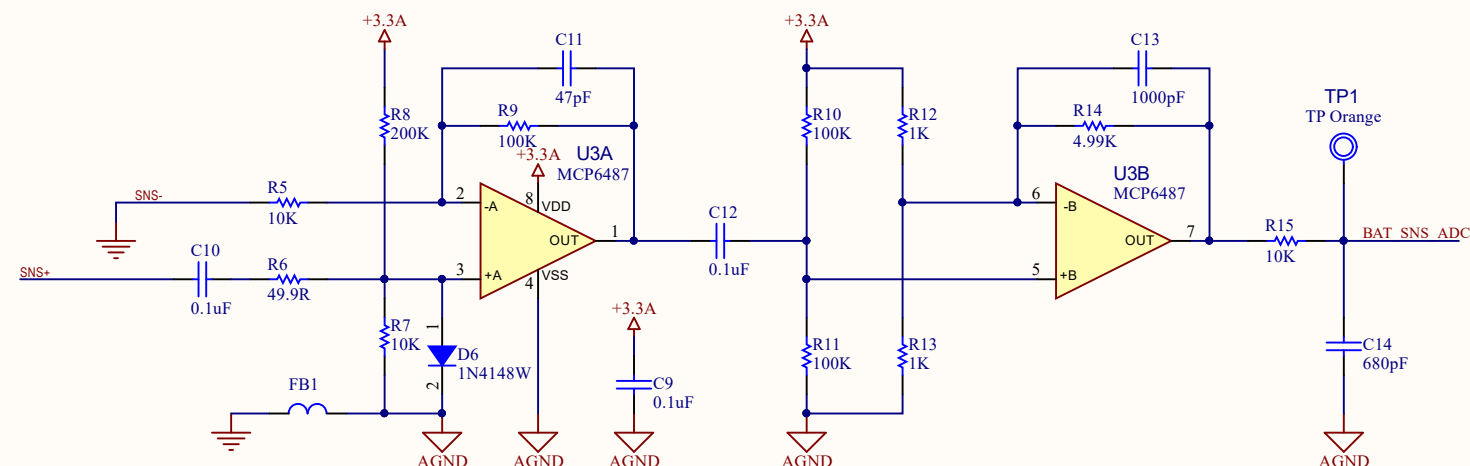 +3.3A
+3.3A
C11
47pF
C13
1000pF
TP1
TP Orange
R8
200K
R9
100K
R10
100K
R12
1K
R14
4.99K
+3.3A
U3A
MCP6487
U3B
MCP6487
SNS-
R5
10K
2
-A
8
VDD
OUT
1
C12
0.1uF
6
-B
OUT
7
R15
10K
BAT_SNS_ADC
SNS+
C10
0.1uF
R6
49.9R
3
+A
4
VSS
5
+B
+3.3A
R7
10K
1
D6
1N4148W
2
C9
0.1uF
R11
100K
R13
1K
C14
680pF
FB1
AGND
AGND
AGND
AGND
AGND